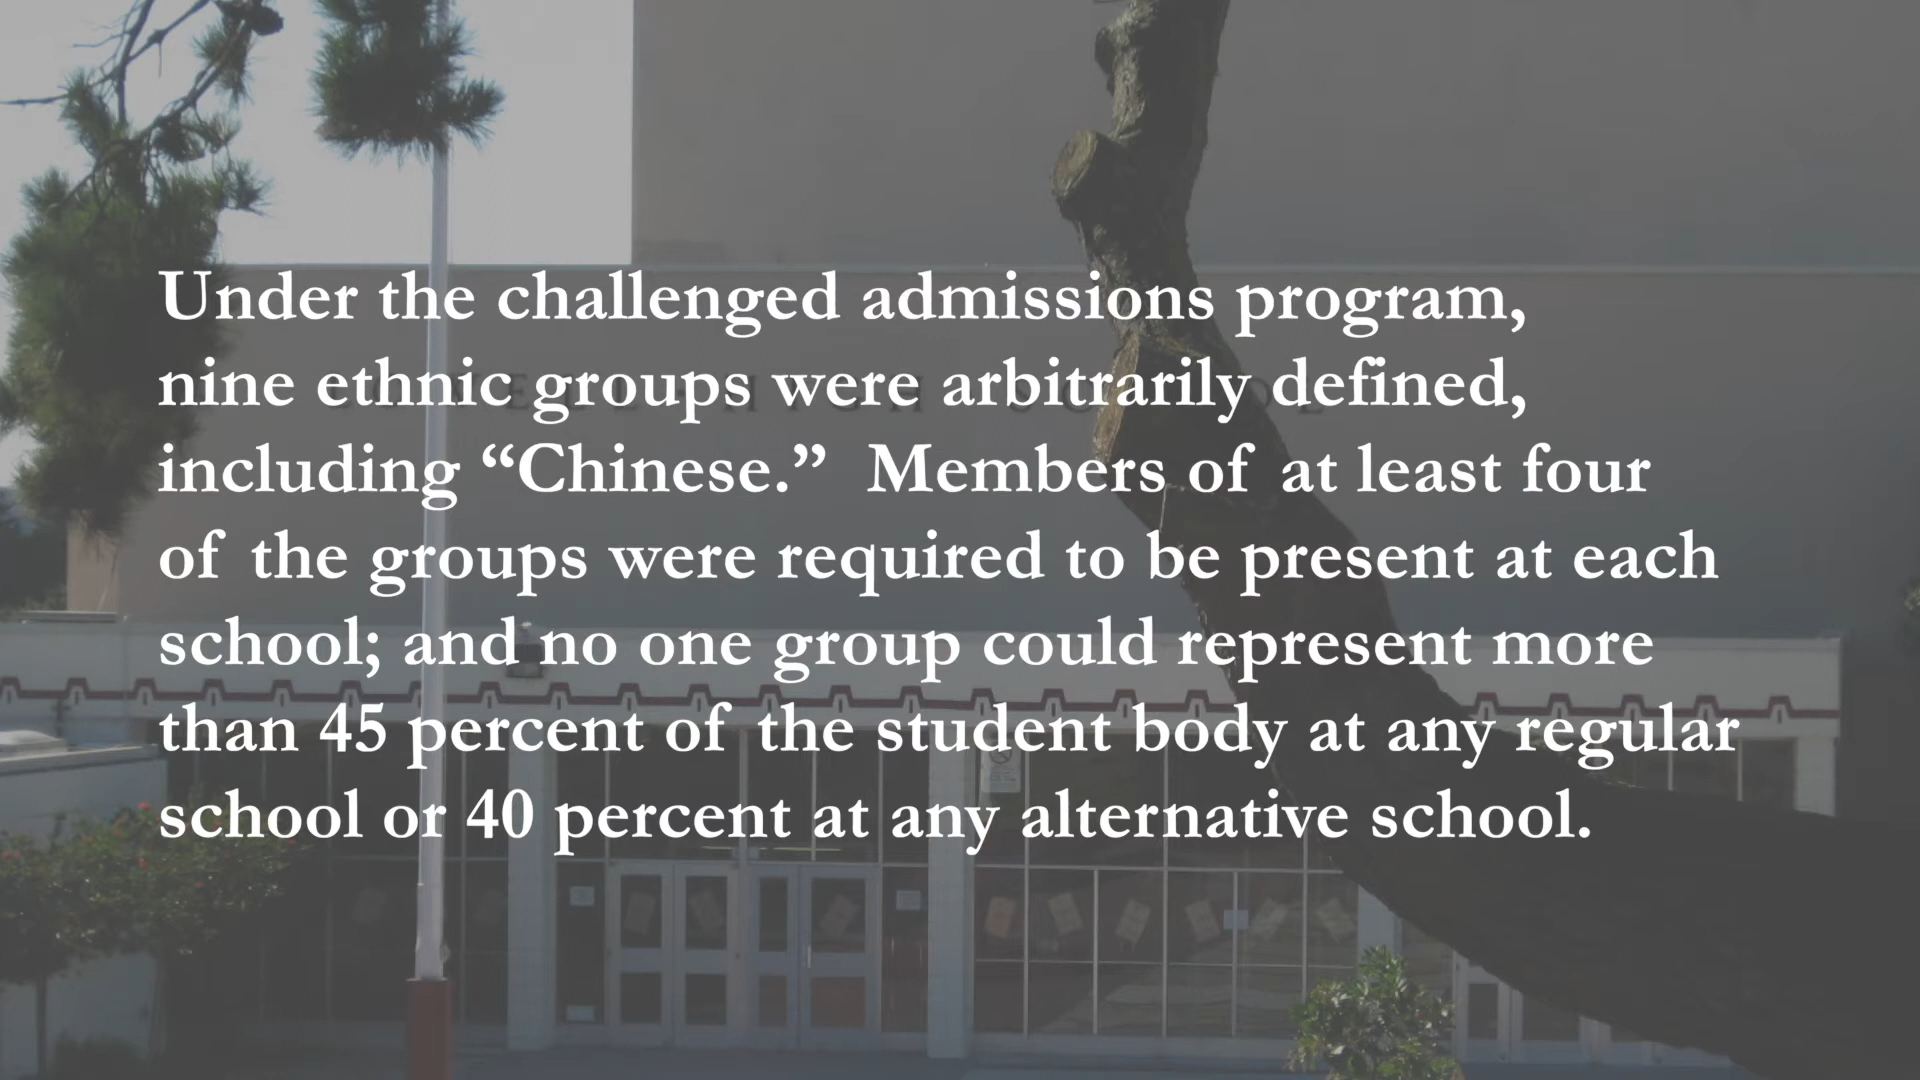 Under the challenged admissions program,
nine ethnic groups were arbitrarily defined,
including “Chinese.” Members of at least four
of the groups were required to be present at each
school; and no one group could represent more
than 45 percent of the student body at any regular
school or 40 percent at any alternative school.